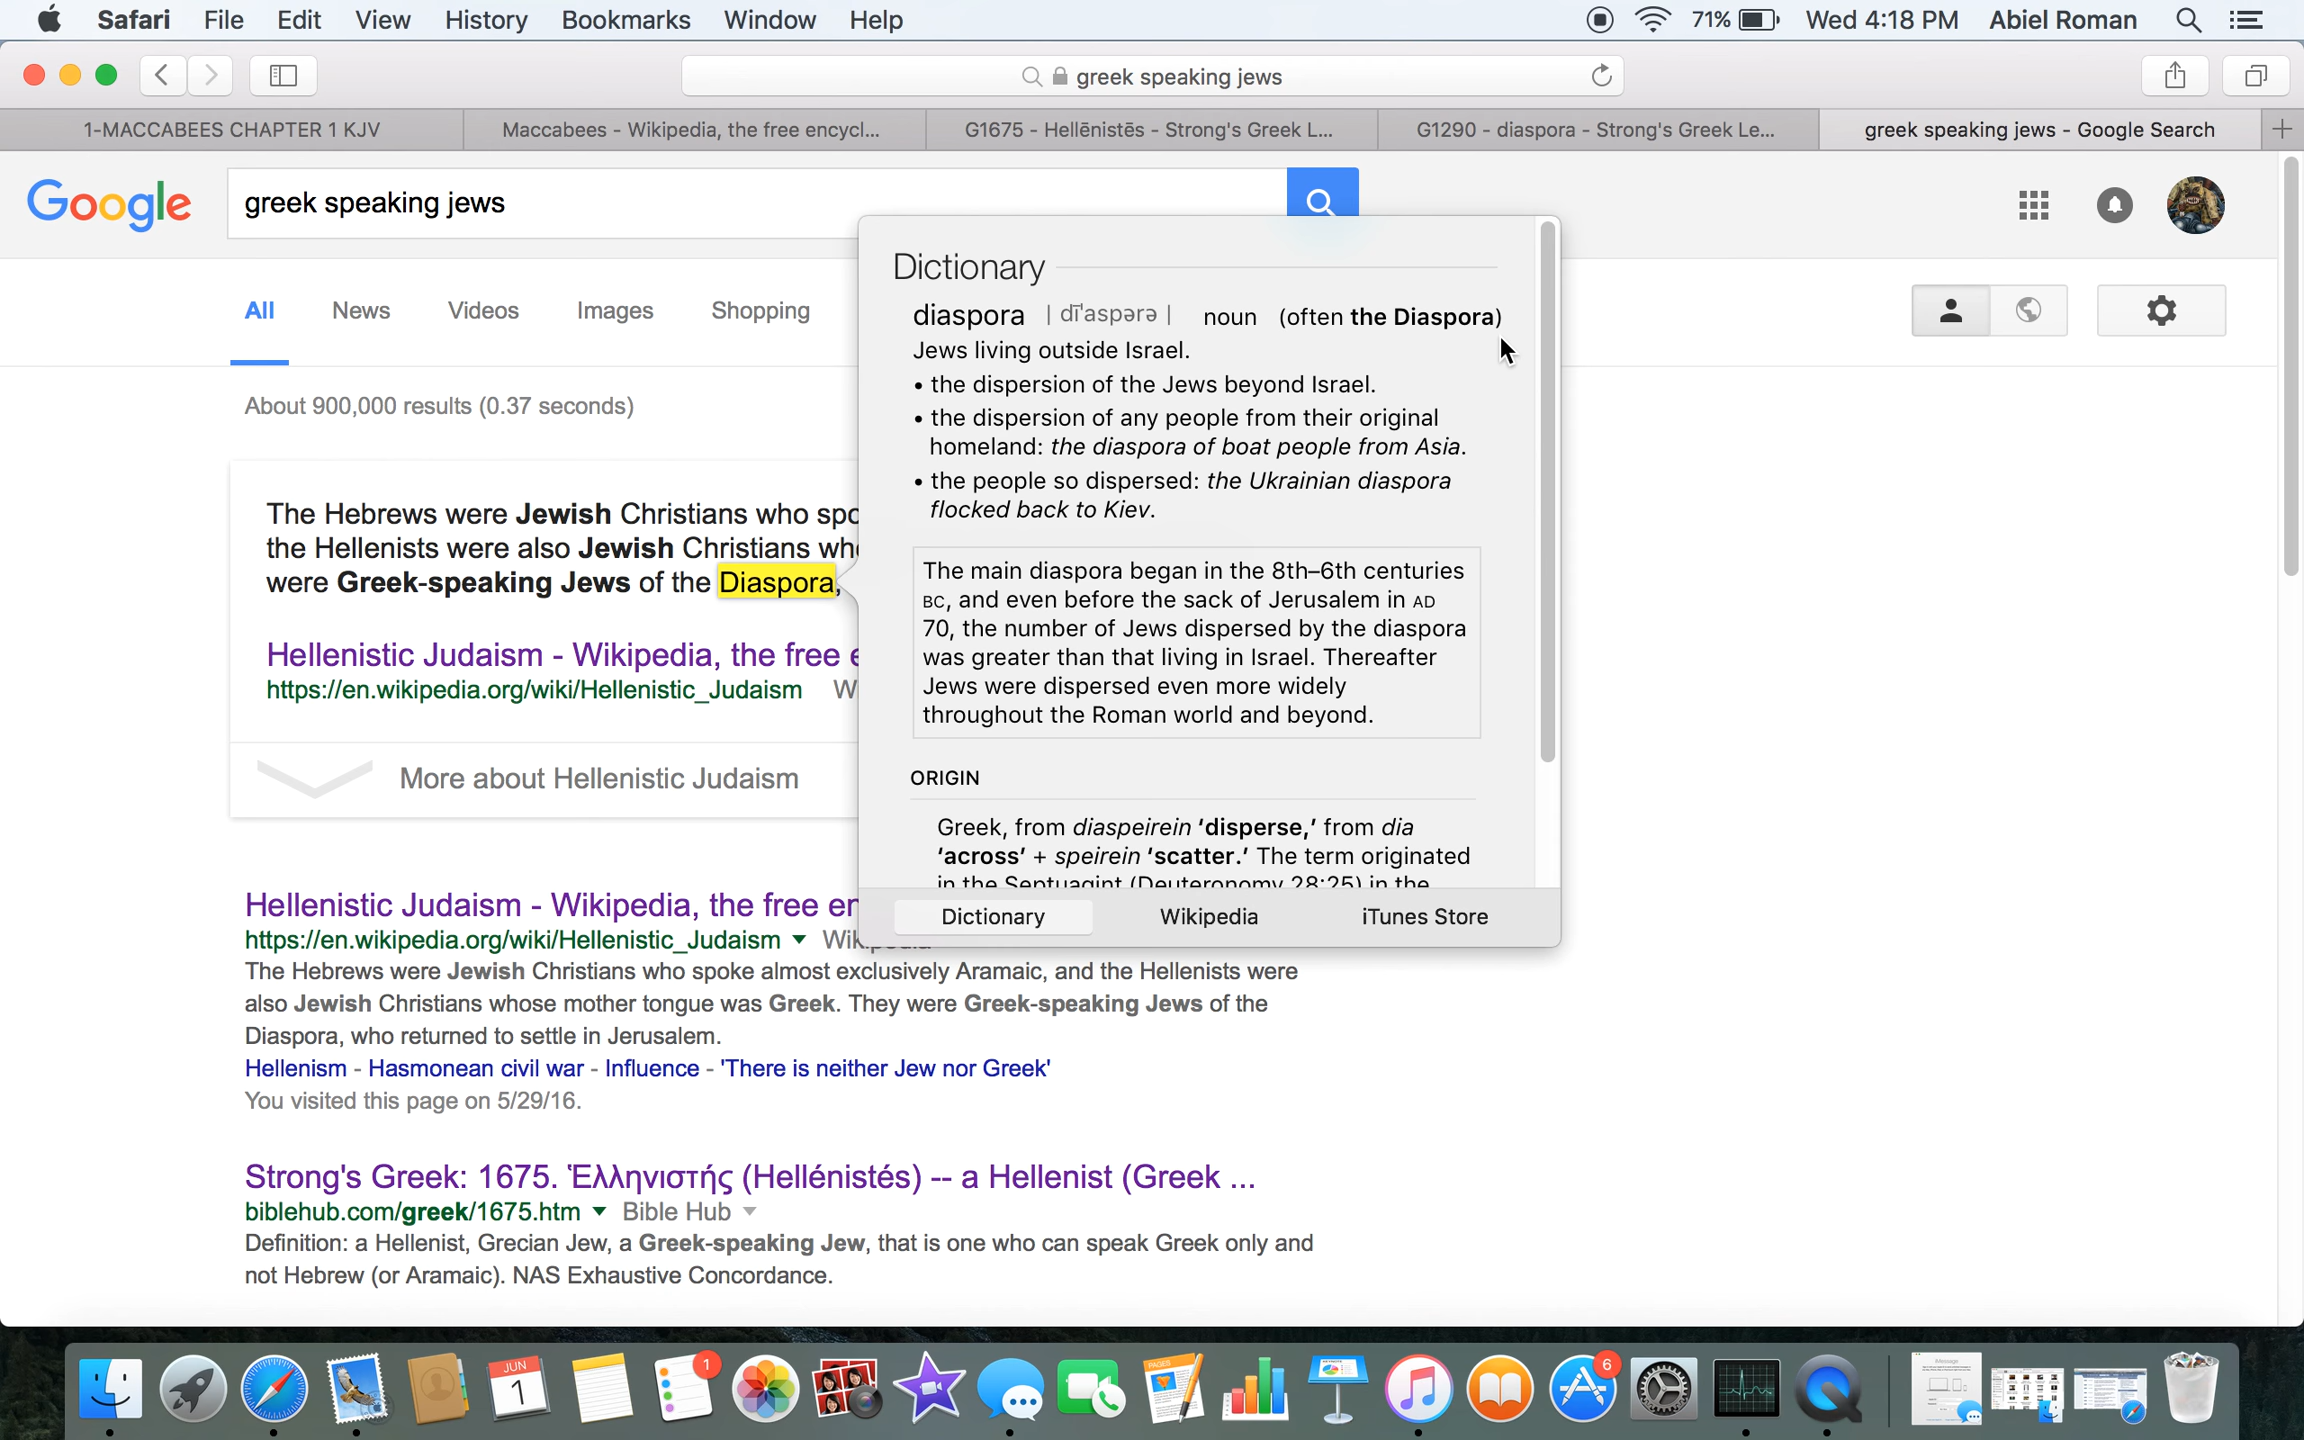 Safari File Edit View History Bookmarks Window Help 71% Wed 4:18 PM Abiel Roman
greek speaking jews
1-MACCABEES CHAPTER 1 KJV Maccabees - Wikipedia, the free encycl... G1675 - Hellēnistēs - Strong's Greek L... G1290 - diaspora - Strong's Greek Le... greek speaking jews - Google Search
Google greek speaking jews
All News Videos Images Shopping
About 900,000 results (0.37 seconds)
The Hebrews were Jewish Christians who spo
the Hellenists were also Jewish Christians wh
were Greek-speaking Jews of the Diaspora,
Hellenistic Judaism - Wikipedia, the free e
https://en.wikipedia.org/wiki/Hellenistic_Judaism W
More about Hellenistic Judaism
Dictionary
diaspora | dīˈaspərə | noun (often the Diaspora)
Jews living outside Israel.
• the dispersion of the Jews beyond Israel.
• the dispersion of any people from their original
homeland: the diaspora of boat people from Asia.
• the people so dispersed: the Ukrainian diaspora
flocked back to Kiev.
The main diaspora began in the 8th–6th centuries
BC, and even before the sack of Jerusalem in AD
70, the number of Jews dispersed by the diaspora
was greater than that living in Israel. Thereafter
Jews were dispersed even more widely
throughout the Roman world and beyond.
ORIGIN
Greek, from diaspeirein ‘disperse,’ from dia
‘across’ + speirein ‘scatter.’ The term originated
in the Septuagint (Deuteronomy 28:25) in the
Dictionary Wikipedia iTunes Store
Hellenistic Judaism - Wikipedia, the free en
https://en.wikipedia.org/wiki/Hellenistic_Judaism ▼ Wikipedia
The Hebrews were Jewish Christians who spoke almost exclusively Aramaic, and the Hellenists were
also Jewish Christians whose mother tongue was Greek. They were Greek-speaking Jews of the
Diaspora, who returned to settle in Jerusalem.
Hellenism - Hasmonean civil war - Influence - 'There is neither Jew nor Greek'
You visited this page on 5/29/16.
Strong's Greek: 1675. Ἑλληνιστής (Hellénistés) -- a Hellenist (Greek ...
biblehub.com/greek/1675.htm ▼ Bible Hub ▼
Definition: a Hellenist, Grecian Jew, a Greek-speaking Jew, that is one who can speak Greek only and
not Hebrew (or Aramaic). NAS Exhaustive Concordance.
JUN
1
1
PAGES
6